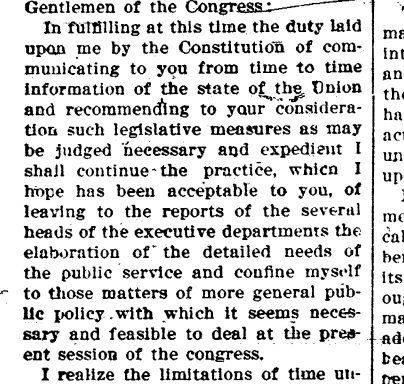 Gentlemen of the Congress:
In fulfilling at this time the duty laid
upon me by the Constitution of com-
municating to you from time to time
information of the state of the Union
and recommending to your considera-
tion such legislative measures as may
be judged necessary and expedient I
shall continue the practice, which I
hope has been acceptable to you, of
leaving to the reports of the several
heads of the executive departments the
elaboration of the detailed needs of
the public service and confine myself
to those matters of more general pub-
lic policy with which it seems neces-
sary and feasible to deal at the pres-
ent session of the congress.
I realize the limitations of time un-